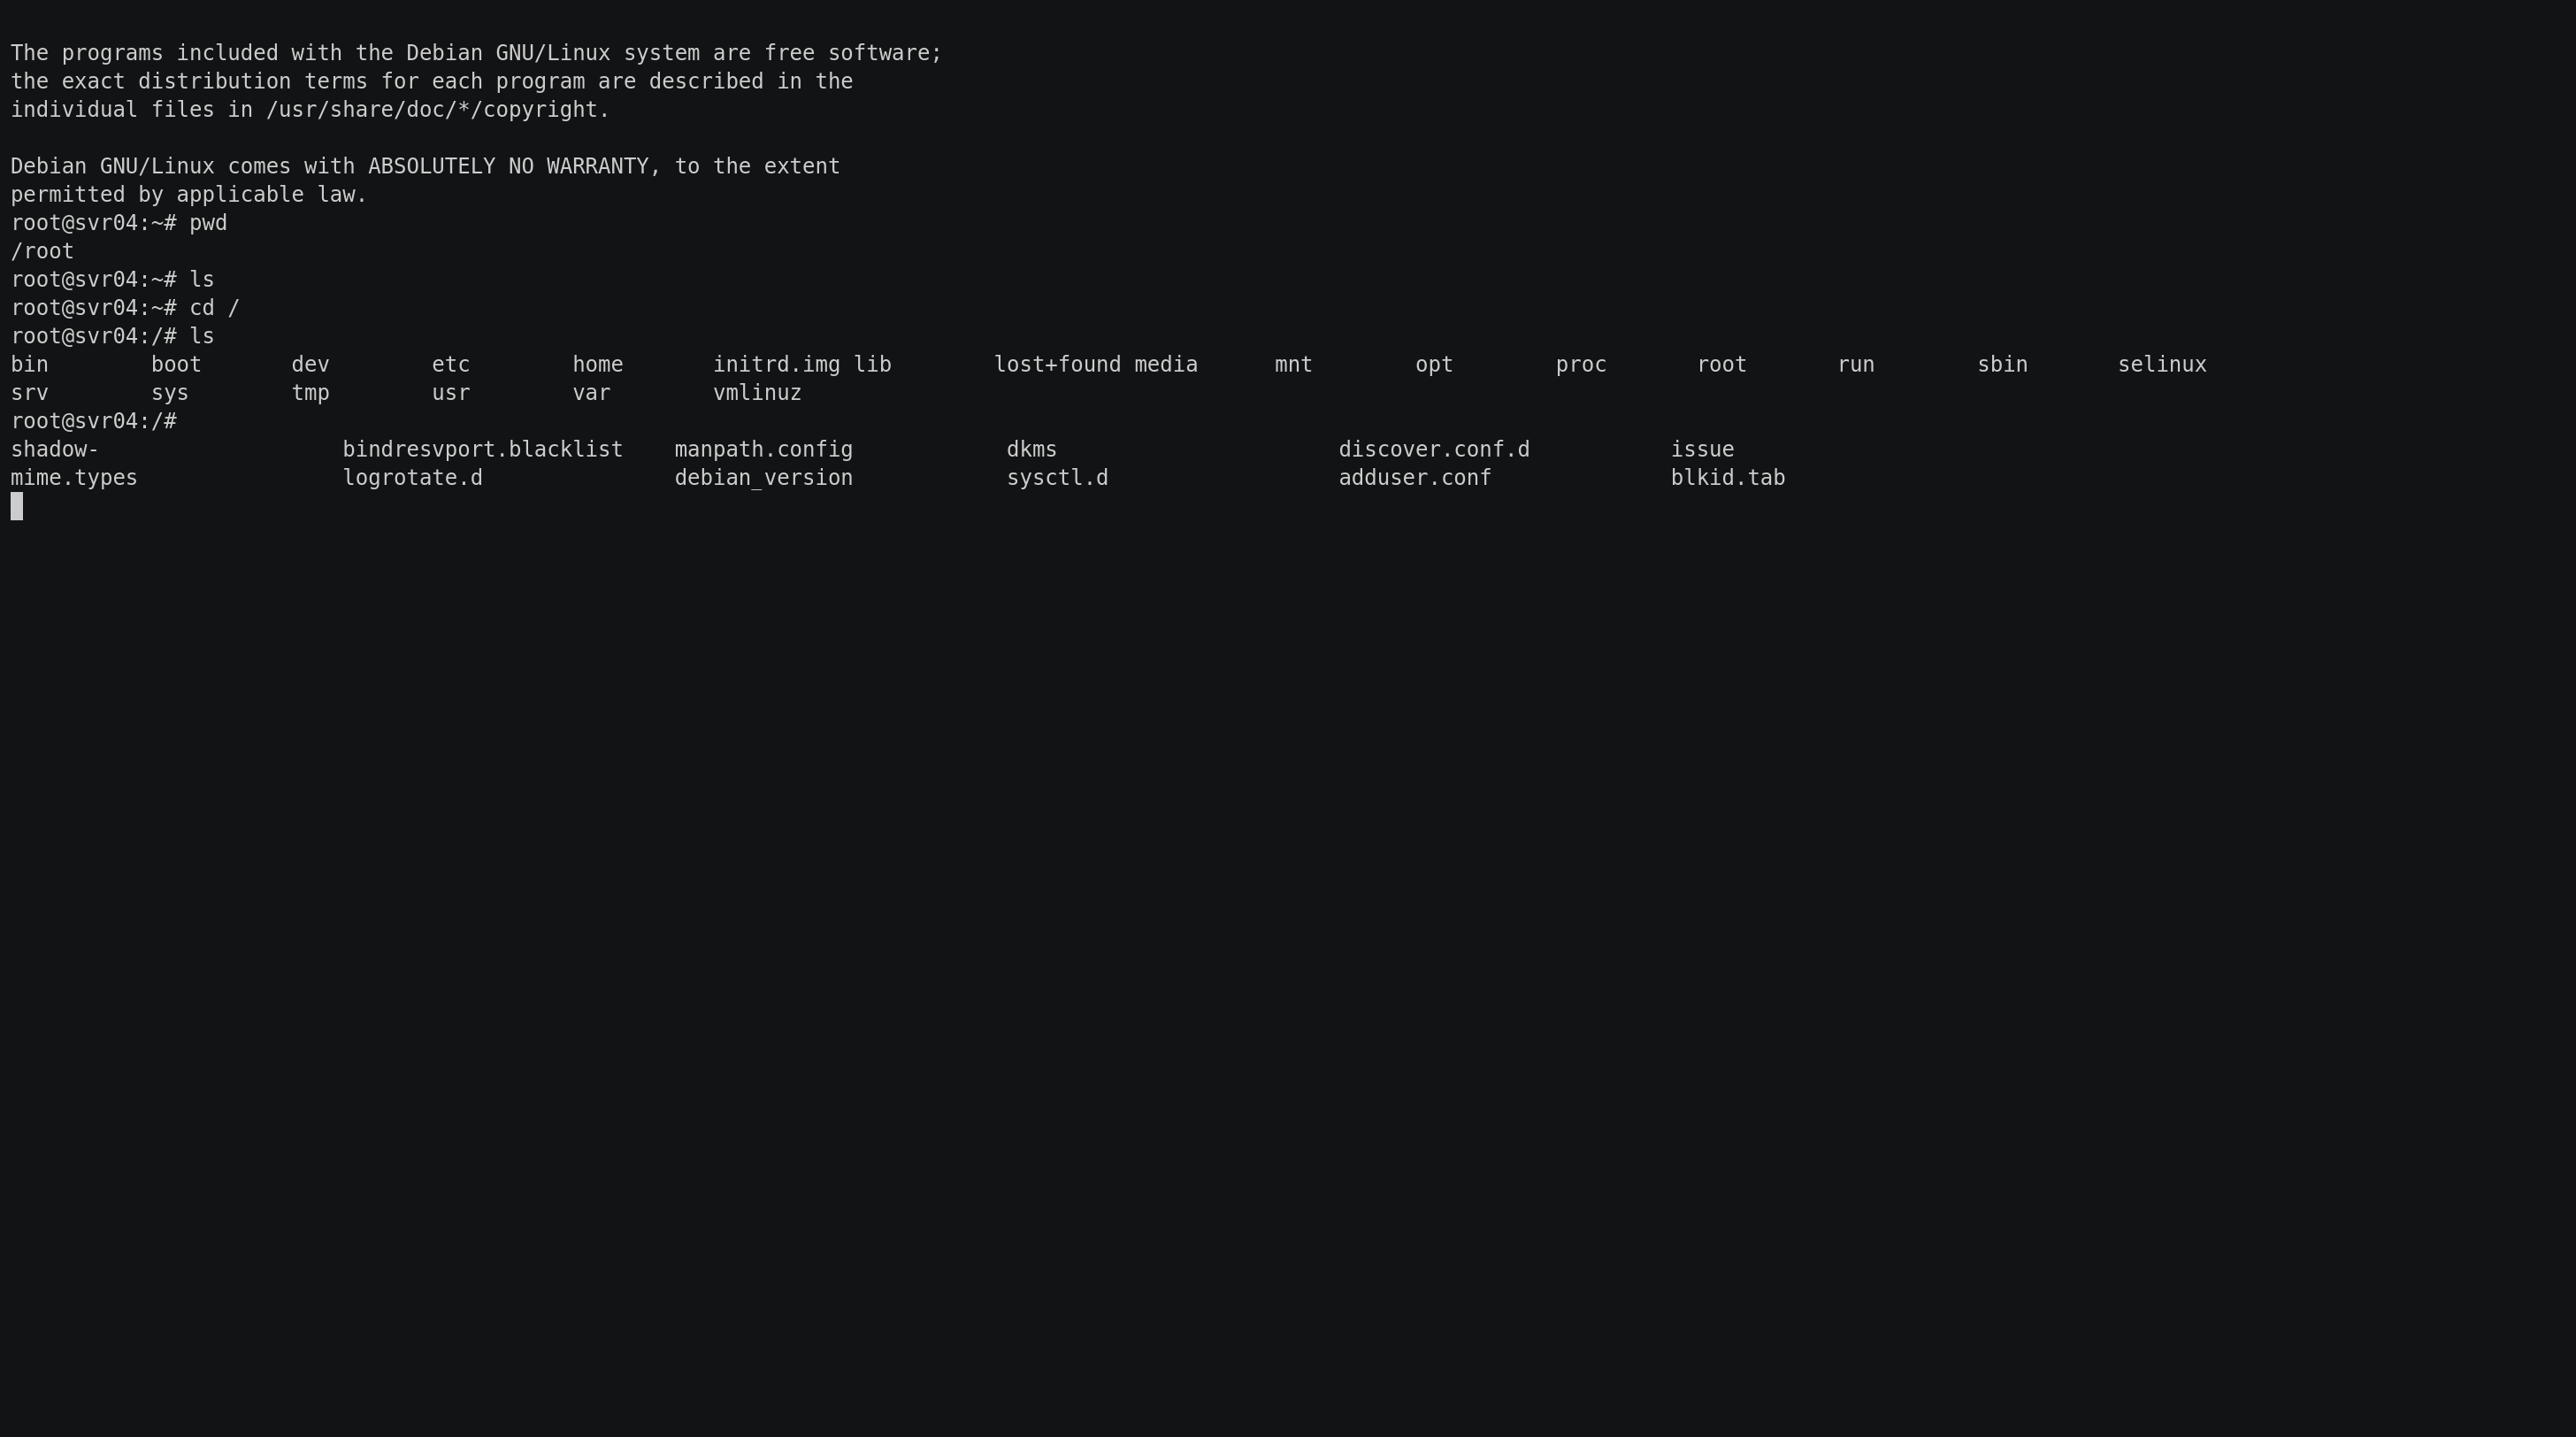 The programs included with the Debian GNU/Linux system are free software;
the exact distribution terms for each program are described in the
individual files in /usr/share/doc/*/copyright.

Debian GNU/Linux comes with ABSOLUTELY NO WARRANTY, to the extent
permitted by applicable law.
root@svr04:~# pwd
/root
root@svr04:~# ls
root@svr04:~# cd /
root@svr04:/# ls
bin        boot       dev        etc        home       initrd.img lib        lost+found media      mnt        opt        proc       root       run        sbin       selinux
srv        sys        tmp        usr        var        vmlinuz
root@svr04:/#
shadow-                   bindresvport.blacklist    manpath.config            dkms                      discover.conf.d           issue
mime.types                logrotate.d               debian_version            sysctl.d                  adduser.conf              blkid.tab